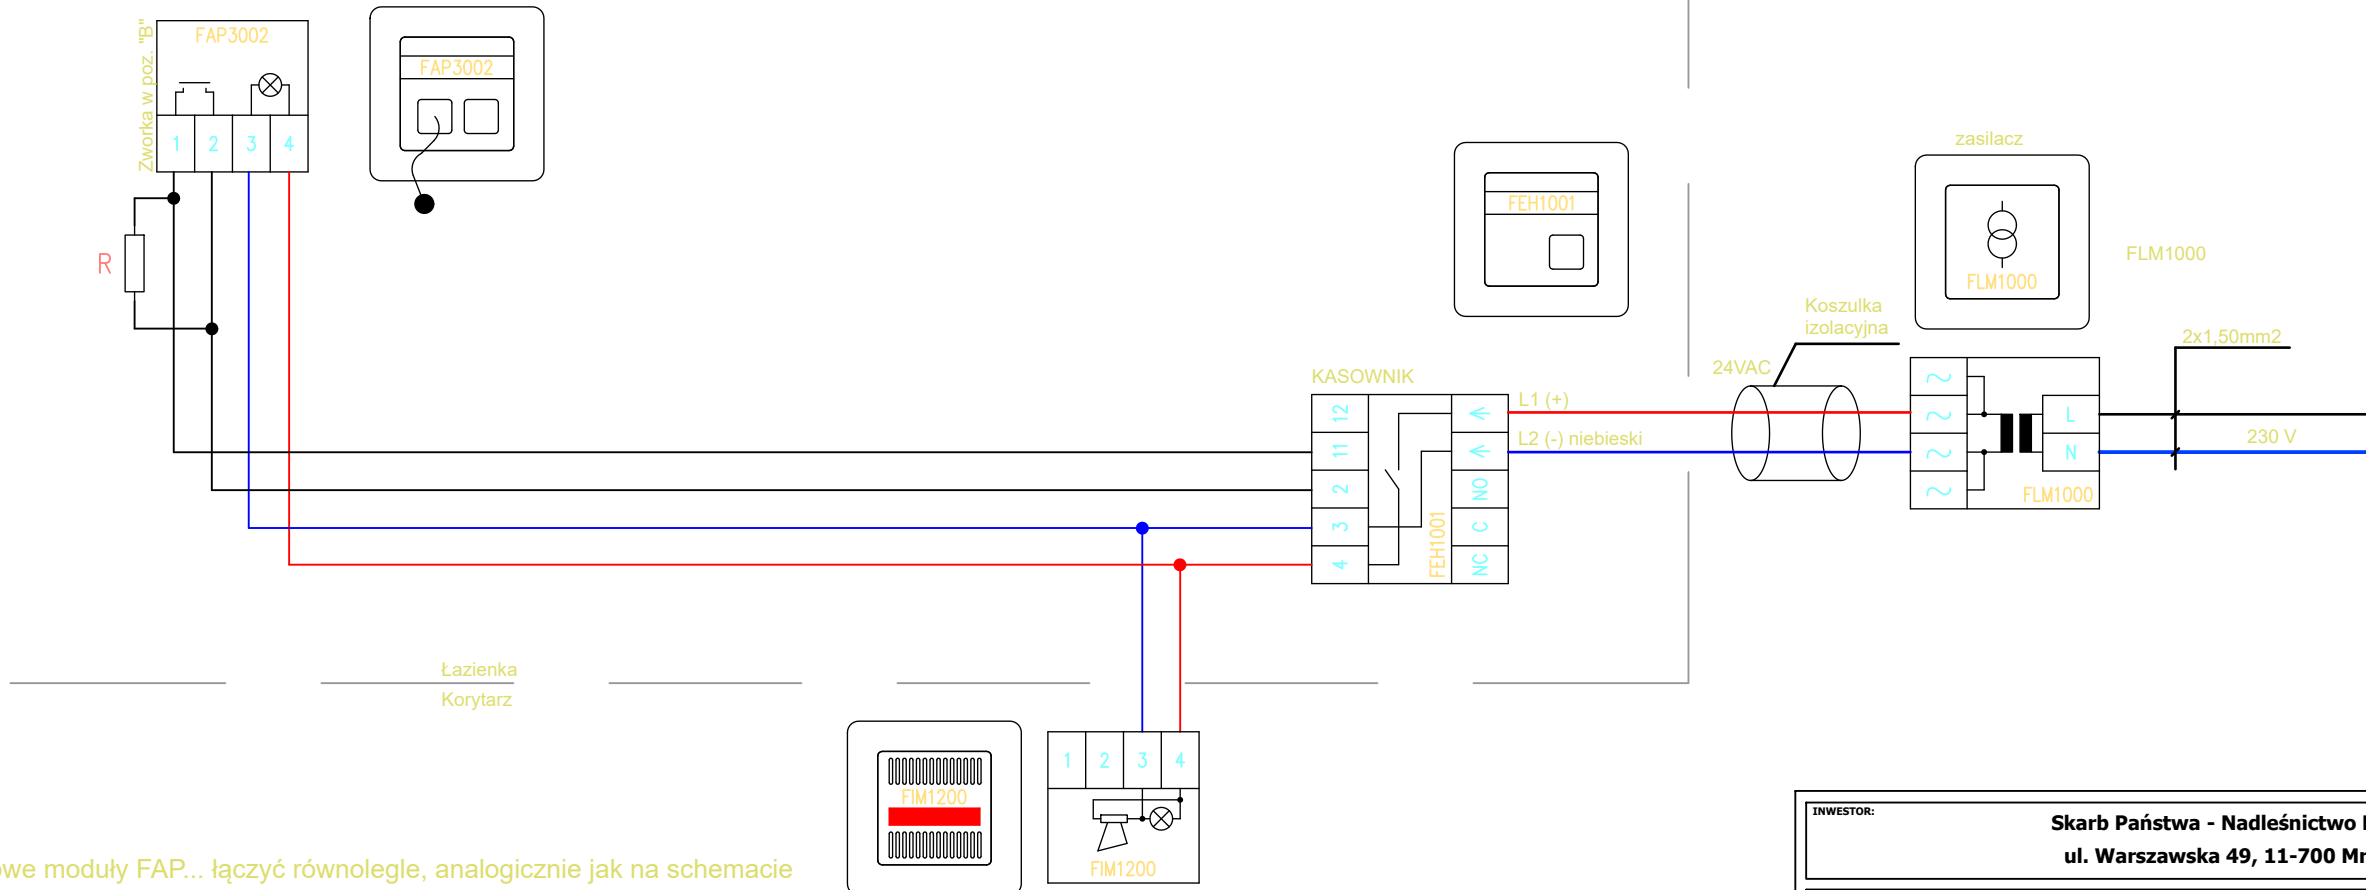 Zworka w poz. "B"
FAP3002
1 2 3 4
R
FAP3002
FEH1001
zasilacz
FLM1000
FLM1000
Koszulka
izolacyjna
24VAC
2x1,50mm2
KASOWNIK
12
11
2
3
4
FEH1001
NO
C
NC
L1 (+)
L2 (-) niebieski
L
N
FLM1000
230 V
Łazienka
Korytarz
FIM1200
1 2 3 4
FIM1200
moduły FAP... łączyć równolegle, analogicznie jak na schemacie
INWESTOR:
Skarb Państwa - Nadleśnictwo
ul. Warszawska 49, 11-700